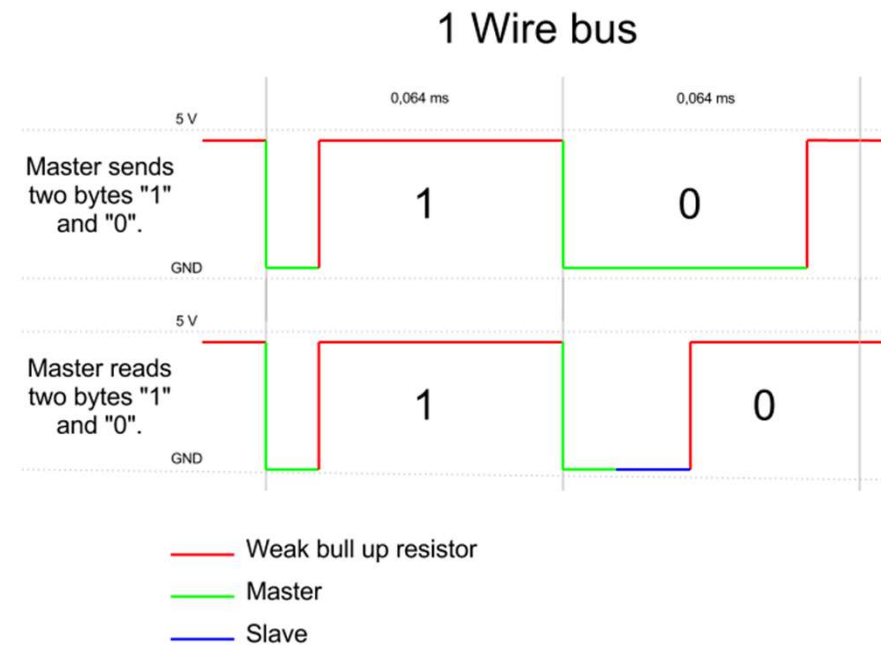 1 Wire bus
0,064 ms
0,064 ms
5 V
Master sends
two bytes "1"
and "0".
1
0
GND
5 V
Master reads
two bytes "1"
and "0".
1
0
GND
Weak bull up resistor
Master
Slave